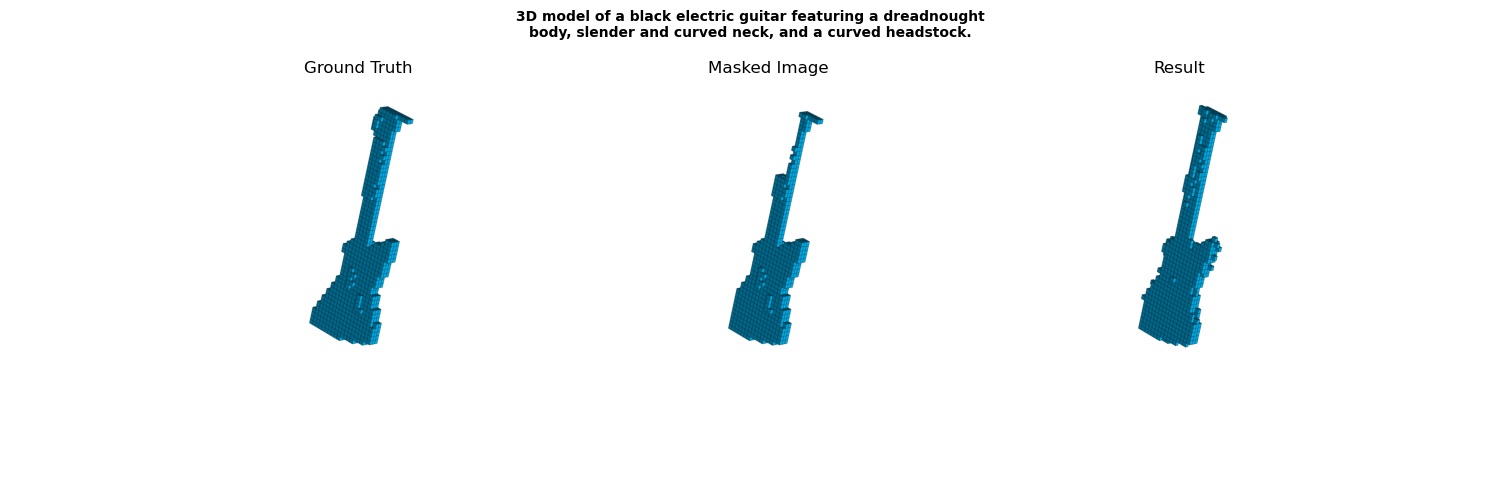 3D model of a black electric guitar featuring a dreadnought
body, slender and curved neck, and a curved headstock.
Ground Truth
Masked Image
Result